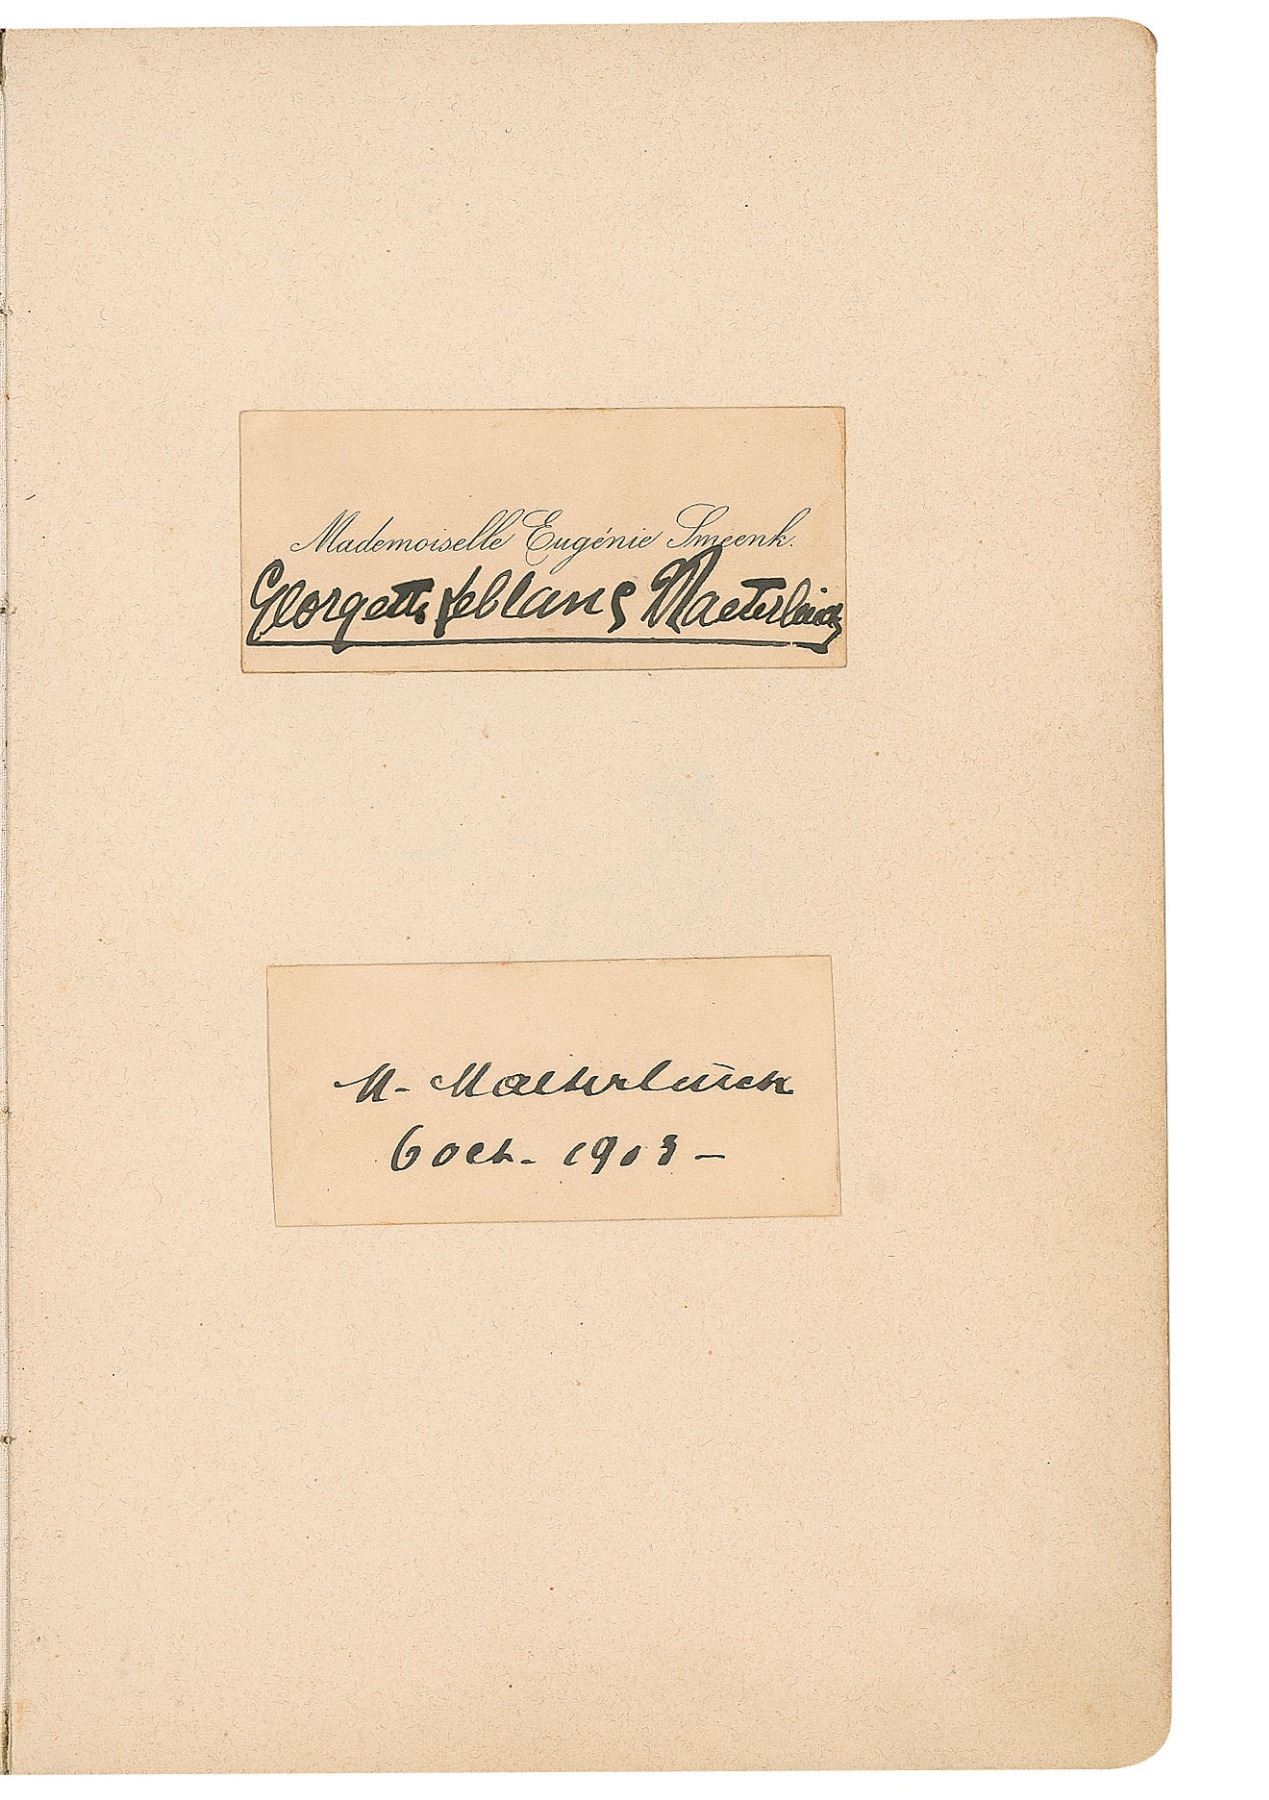 Mademoiselle Eugénie Smeenk.
Georgette Leblanc Maeterlinck
M. Maeterlinck
6 oct. 1903 —